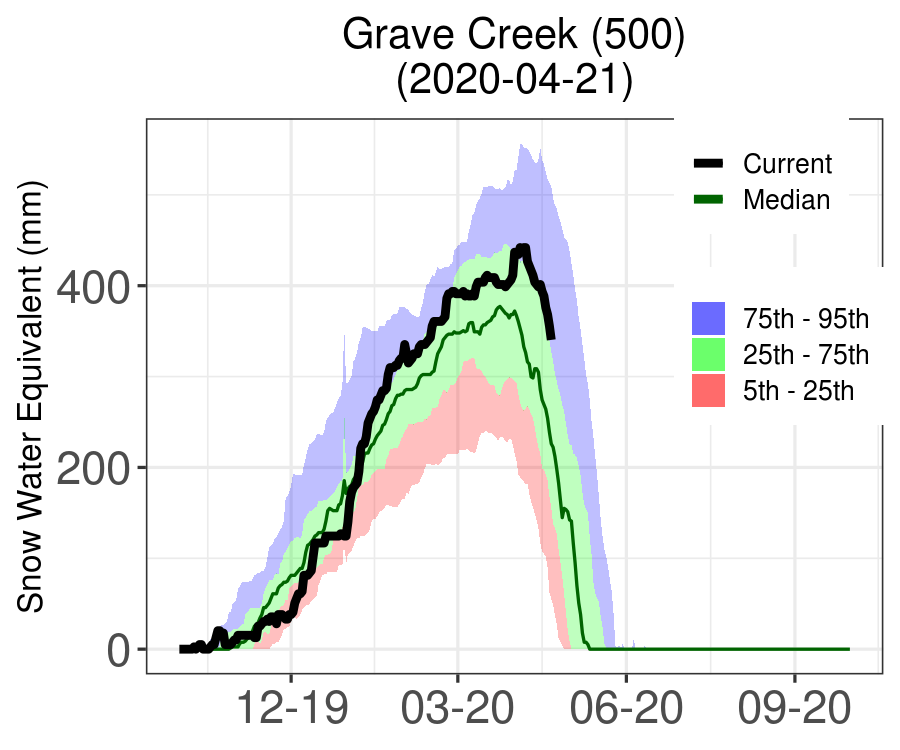 Grave Creek (500)
(2020-04-21)
Snow Water Equivalent (mm)
400
200
0
12-19
03-20
06-20
09-20
Current
Median
75th - 95th
25th - 75th
5th - 25th